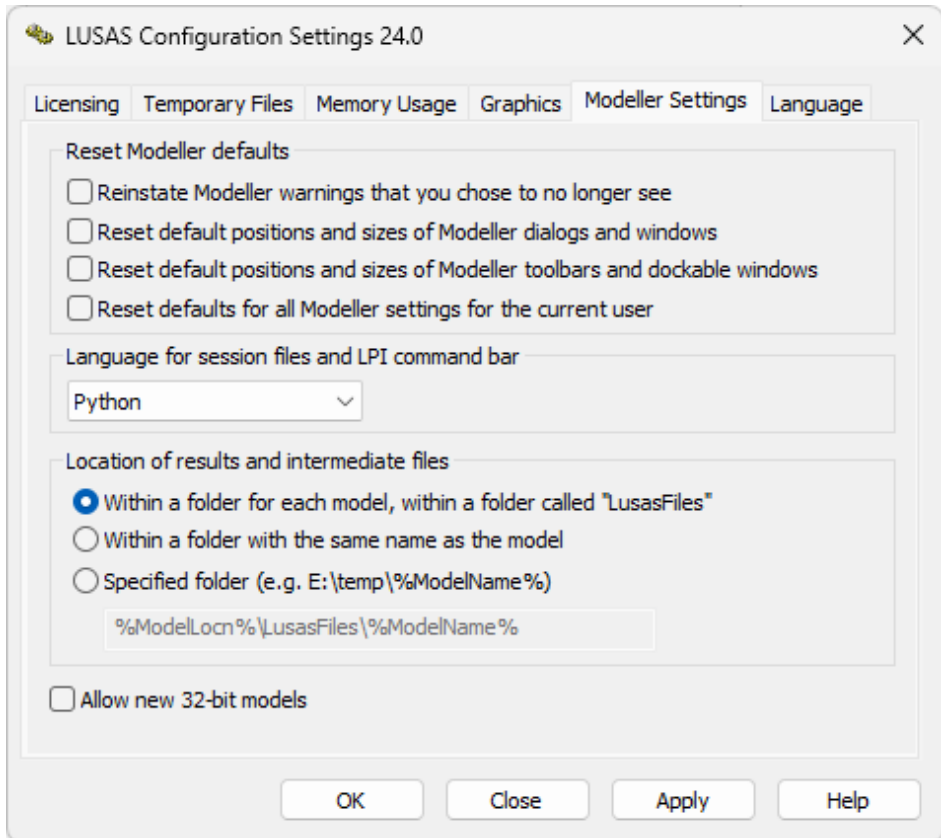 LUSAS Configuration Settings 24.0
Licensing Temporary Files Memory Usage Graphics Modeller Settings Language
Reset Modeller defaults
Reinstate Modeller warnings that you chose to no longer see
Reset default positions and sizes of Modeller dialogs and windows
Reset default positions and sizes of Modeller toolbars and dockable windows
Reset defaults for all Modeller settings for the current user
Language for session files and LPI command bar
Python
Location of results and intermediate files
Within a folder for each model, within a folder called "LusasFiles"
Within a folder with the same name as the model
Specified folder (e.g. E:\temp\%ModelName%)
%ModelLocn%\LusasFiles\%ModelName%
Allow new 32-bit models
OK Close Apply Help